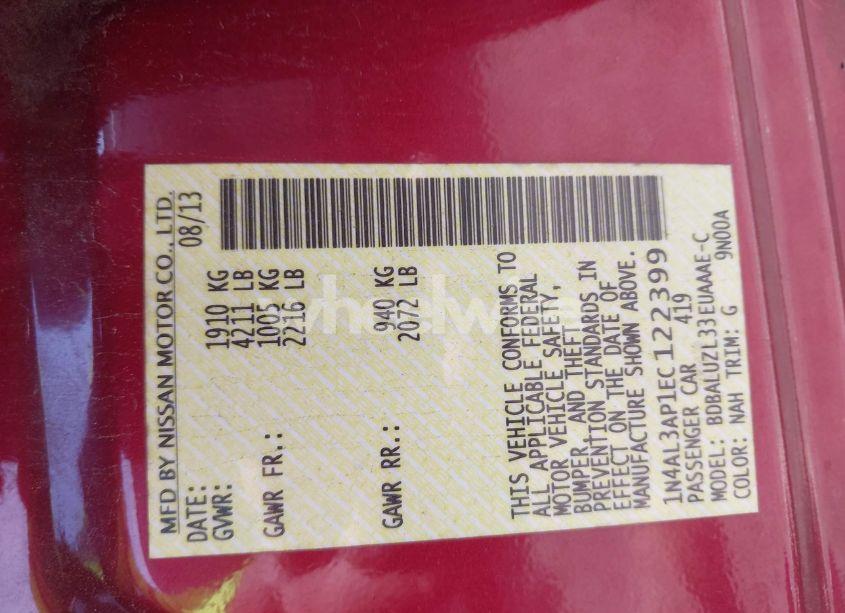 MFD BY NISSAN MOTOR CO., LTD.
DATE: 08/13
GVWR: 1910 KG
4211 LB
GAWR FR.: 1005 KG
2216 LB
GAWR RR.: 940 KG
2072 LB
THIS VEHICLE CONFORMS TO
ALL APPLICABLE FEDERAL
MOTOR VEHICLE SAFETY,
BUMPER, AND THEFT
PREVENTION STANDARDS IN
EFFECT ON THE DATE OF
MANUFACTURE SHOWN ABOVE.
1N4AL3AP1EC122399
PASSENGER CAR 419
MODEL: BDBALUZL33EUAAAE-C
COLOR: NAH TRIM: G 9N00A